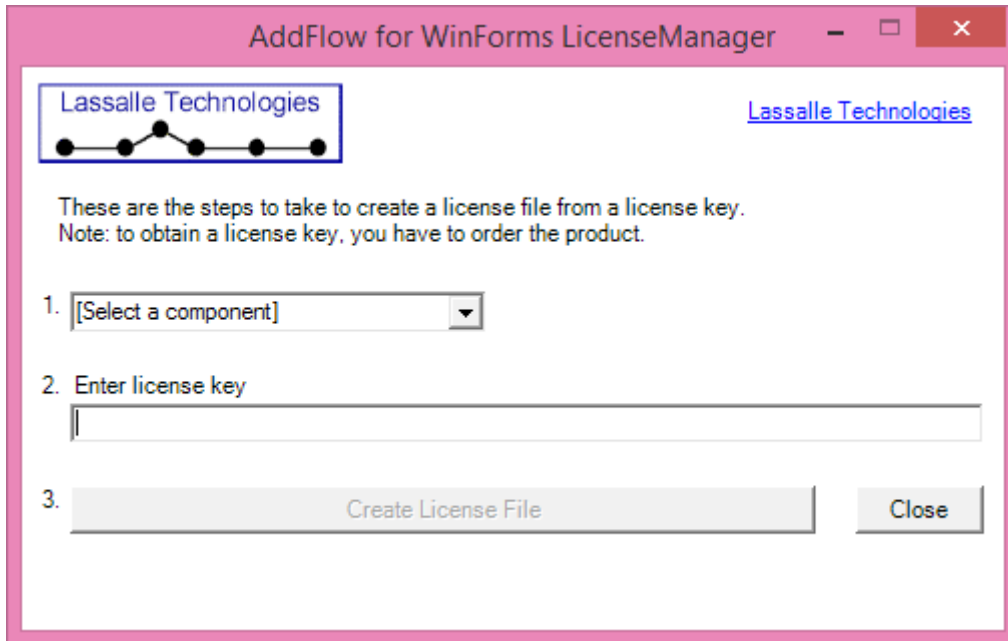 AddFlow for WinForms LicenseManager
Lassalle Technologies
Lassalle Technologies
These are the steps to take to create a license file from a license key.
Note: to obtain a license key, you have to order the product.
1. [Select a component]
2. Enter license key
3. Create License File Close